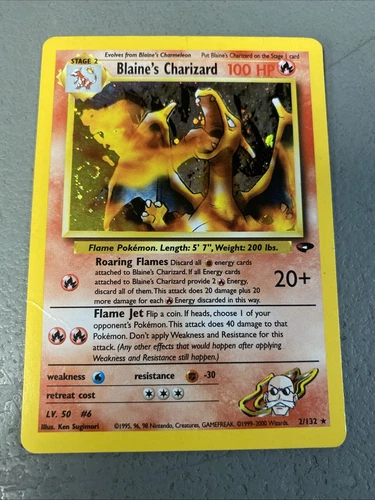 Evolves from Blaine's Charmeleon Put Blaine's Charizard on the Stage 1 card
STAGE 2
Blaine's Charizard 100 HP
Flame Pokémon. Length: 5' 7", Weight: 200 lbs.
Roaring Flames Discard all energy cards
attached to Blaine's Charizard. If all Energy cards
attached to Blaine's Charizard provide 2 Energy,
discard all of them. This attack does 20 damage plus 20
more damage for each Energy discarded in this way.
20+
Flame Jet Flip a coin. If heads, choose 1 of your
opponent's Pokémon. This attack does 40 damage to that
Pokémon. Don't apply Weakness and Resistance for this
attack. (Any other effects that would happen after applying
Weakness and Resistance still happen.)
weakness resistance -30
retreat cost
LV. 50 #6
2/132 ★
Illus. Ken Sugimori ©1995, 96, 98 Nintendo, Creatures, GAMEFREAK. ©1999-2000 Wizards.